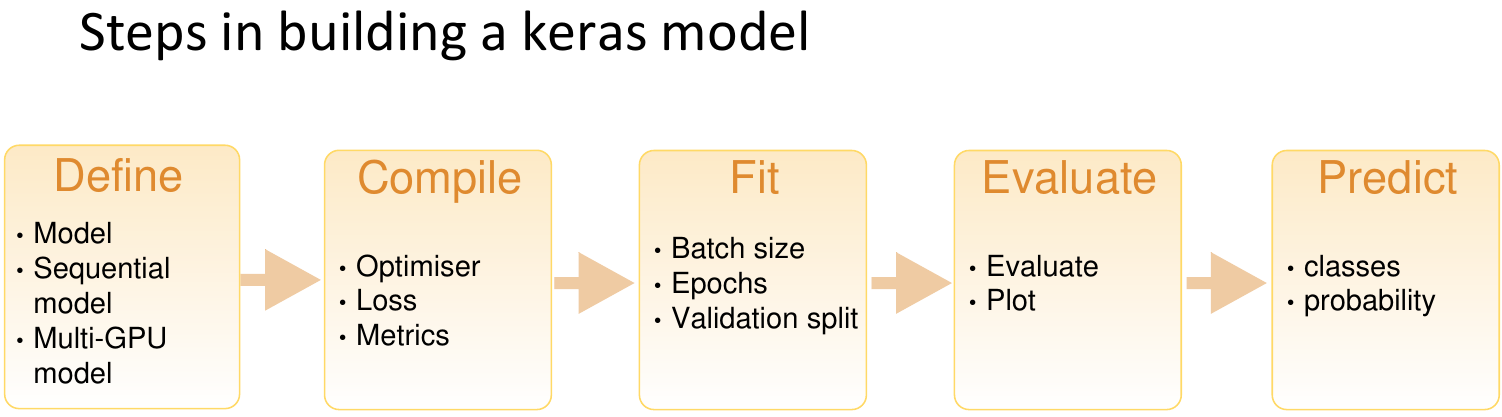 Steps in building a keras model
Define
• Model
• Sequential
model
• Multi-GPU
model
Compile
• Optimiser
• Loss
• Metrics
Fit
• Batch size
• Epochs
• Validation split
Evaluate
• Evaluate
• Plot
Predict
• classes
• probability